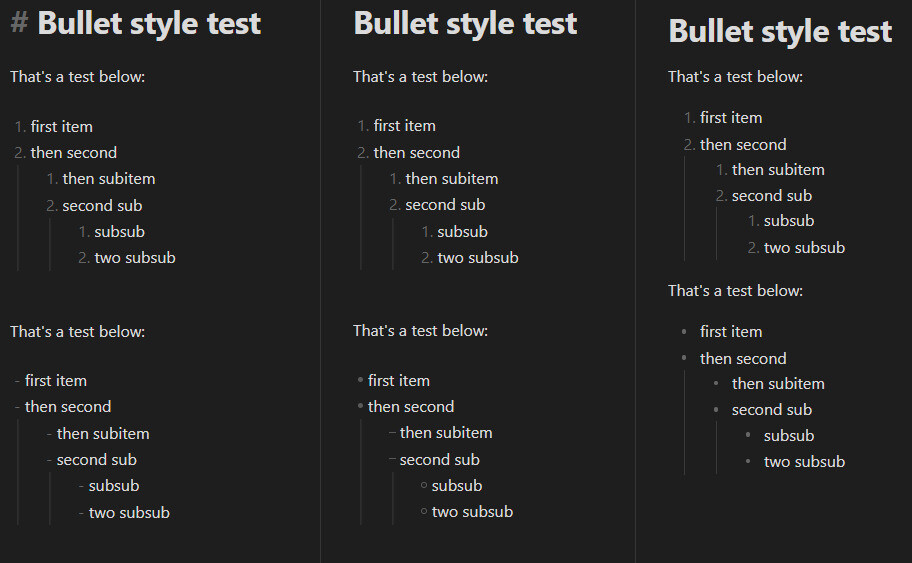 # Bullet style test
That's a test below:
1. first item
2. then second
1. then subitem
2. second sub
1. subsub
2. two subsub
That's a test below:
- first item
- then second
- then subitem
- second sub
- subsub
- two subsub
Bullet style test
That's a test below:
1. first item
2. then second
1. then subitem
2. second sub
1. subsub
2. two subsub
That's a test below:
• first item
• then second
– then subitem
– second sub
○ subsub
○ two subsub
Bullet style test
That's a test below:
1. first item
2. then second
1. then subitem
2. second sub
1. subsub
2. two subsub
That's a test below:
• first item
• then second
• then subitem
• second sub
• subsub
• two subsub